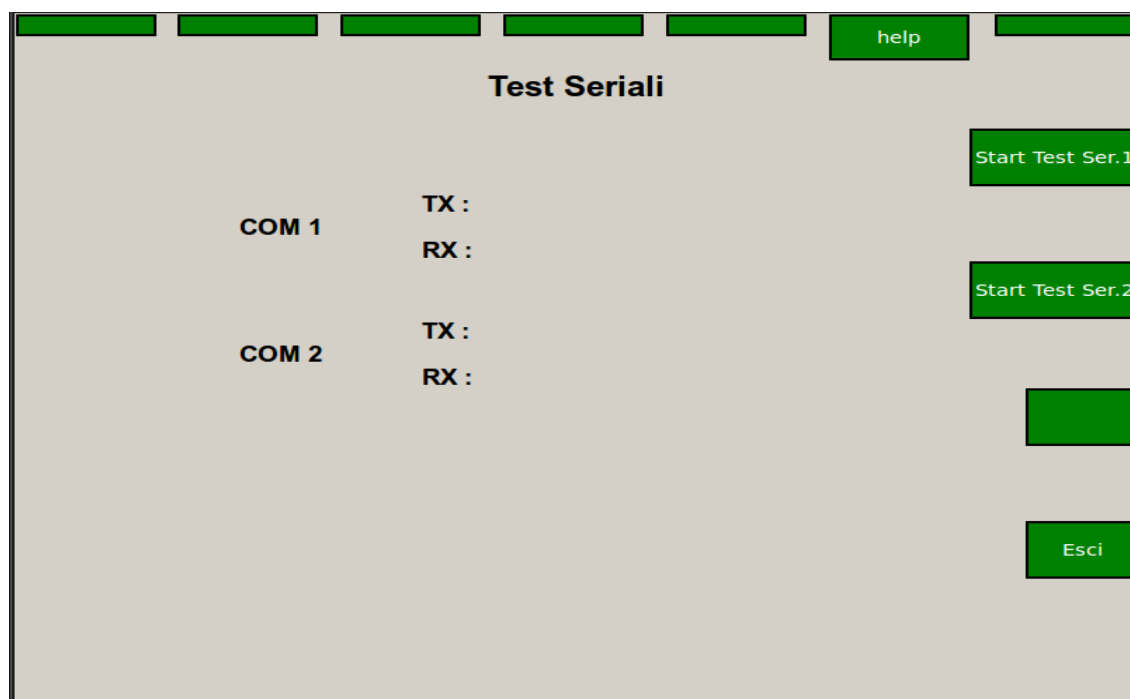 help
Test Seriali
Start Test Ser.1
TX :
COM 1
RX :
Start Test Ser.2
TX :
COM 2
RX :
Esci